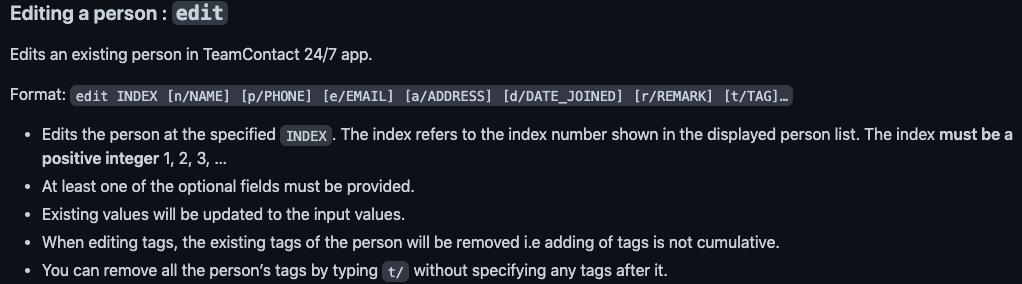 Editing a person : edit
Edits an existing person in TeamContact 24/7 app.
Format: edit INDEX [n/NAME] [p/PHONE] [e/EMAIL] [a/ADDRESS] [d/DATE_JOINED] [r/REMARK] [t/TAG]…
• Edits the person at the specified INDEX. The index refers to the index number shown in the displayed person list. The index must be a
positive integer 1, 2, 3, …
• At least one of the optional fields must be provided.
• Existing values will be updated to the input values.
• When editing tags, the existing tags of the person will be removed i.e adding of tags is not cumulative.
• You can remove all the person’s tags by typing t/ without specifying any tags after it.